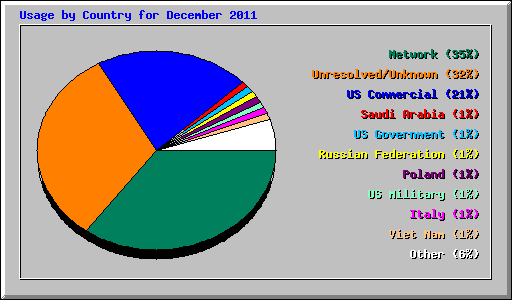 Usage by Country for December 2011
Network (35%)
Unresolved/Unknown (32%)
US Commercial (21%)
Saudi Arabia (1%)
US Government (1%)
Russian Federation (1%)
Poland (1%)
US Military (1%)
Italy (1%)
Viet Nam (1%)
Other (6%)